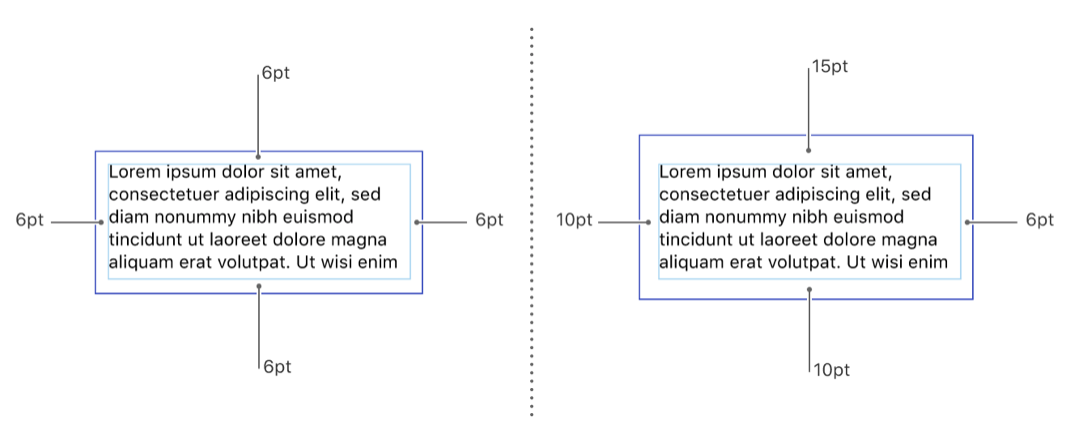 6pt
Lorem ipsum dolor sit amet,
consectetuer adipiscing elit, sed
diam nonummy nibh euismod
tincidunt ut laoreet dolore magna
aliquam erat volutpat. Ut wisi enim
6pt
6pt
6pt
15pt
Lorem ipsum dolor sit amet,
consectetuer adipiscing elit, sed
diam nonummy nibh euismod
tincidunt ut laoreet dolore magna
aliquam erat volutpat. Ut wisi enim
10pt
6pt
10pt